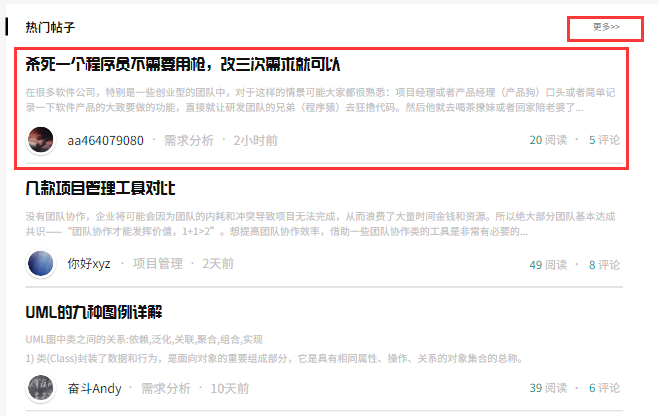 热门帖子
更多>>
杀死一个程序员不需要用枪，改三次需求就可以
在很多软件公司，特别是一些创业型的团队中，对于这样的情景可能大家都很熟悉：项目经理或者产品经理（产品狗）口头或者简单记
录一下软件产品的大致要做的功能，直接就让研发团队的兄弟（程序猿）去狂撸代码。然后他就去喝茶撩妹或者回家陪老婆了...
aa464079080 · 需求分析 · 2小时前 20 阅读 · 5 评论
几款项目管理工具对比
没有团队协作，企业将可能会因为团队的内耗和冲突导致项目无法完成，从而浪费了大量时间金钱和资源。所以绝大部分团队基本达成
共识——“团队协作才能发挥价值，1+1>2”。想提高团队协作效率，借助一些团队协作类的工具是非常有必要的...
你好xyz · 项目管理 · 2天前 49 阅读 · 8 评论
UML的九种图例详解
UML图中类之间的关系:依赖,泛化,关联,聚合,组合,实现
1) 类(Class)封装了数据和行为，是面向对象的重要组成部分，它是具有相同属性、操作、关系的对象集合的总称。
奋斗Andy · 需求分析 · 10天前 39 阅读 · 6 评论